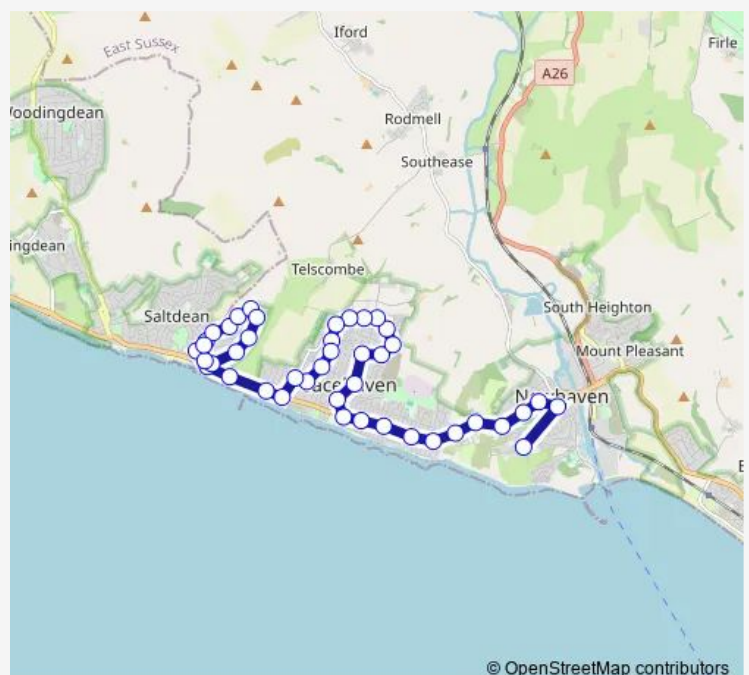 Iford
Firle
East Sussex
A26
Woodingdean
Rodmell
Southease
ingdean
Telscombe
Saltdean
South Heighton
Mount Pleasant
© OpenStreetMap contributors